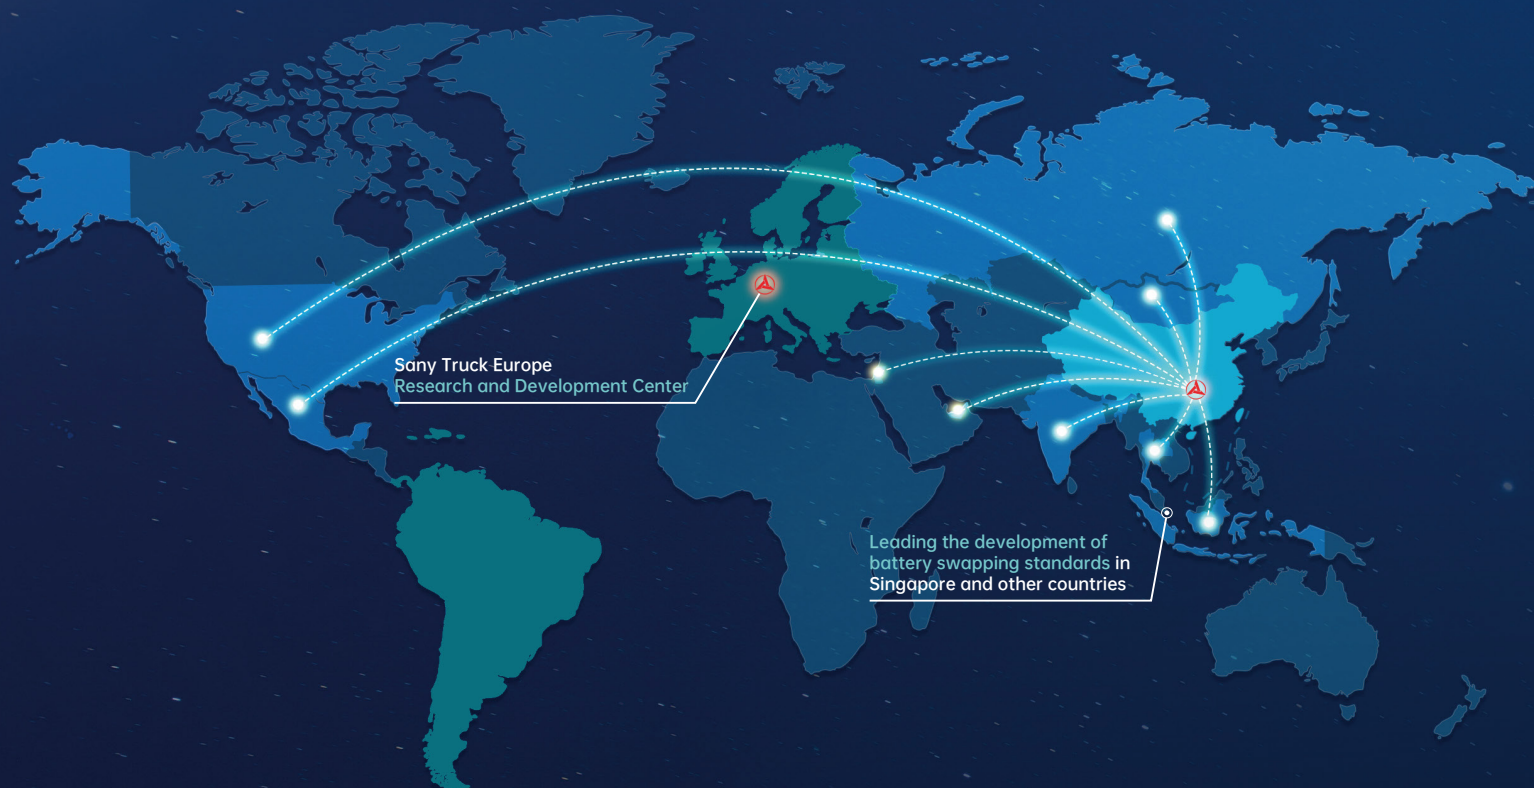 Sany Truck Europe
Research and Development Center
Leading the development of
battery swapping standards in
Singapore and other countries